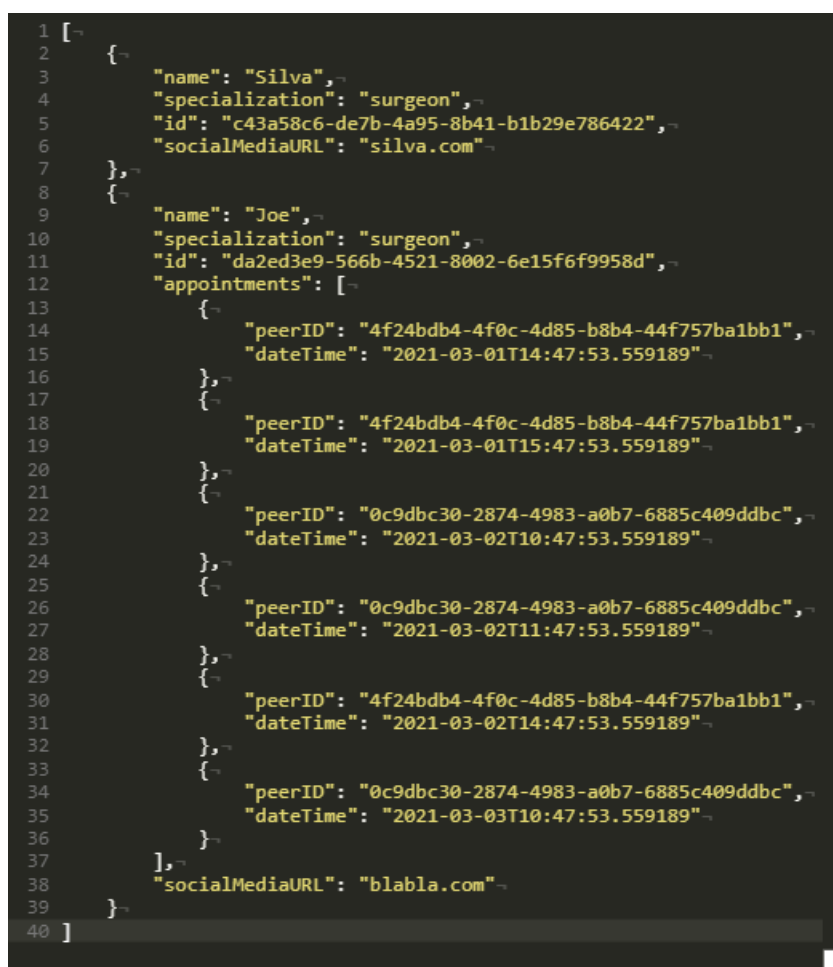 1 [¬
2 {¬
3 "name": "Silva",¬
4 "specialization": "surgeon",¬
5 "id": "c43a58c6-de7b-4a95-8b41-b1b29e786422",¬
6 "socialMediaURL": "silva.com"¬
7 },¬
8 {¬
9 "name": "Joe",¬
10 "specialization": "surgeon",¬
11 "id": "da2ed3e9-566b-4521-8002-6e15f6f9958d",¬
12 "appointments": [¬
13 {¬
14 "peerID": "4f24bdb4-4f0c-4d85-b8b4-44f757ba1bb1",¬
15 "dateTime": "2021-03-01T14:47:53.559189"¬
16 },¬
17 {¬
18 "peerID": "4f24bdb4-4f0c-4d85-b8b4-44f757ba1bb1",¬
19 "dateTime": "2021-03-01T15:47:53.559189"¬
20 },¬
21 {¬
22 "peerID": "0c9dbc30-2874-4983-a0b7-6885c409ddbc",¬
23 "dateTime": "2021-03-02T10:47:53.559189"¬
24 },¬
25 {¬
26 "peerID": "0c9dbc30-2874-4983-a0b7-6885c409ddbc",¬
27 "dateTime": "2021-03-02T11:47:53.559189"¬
28 },¬
29 {¬
30 "peerID": "4f24bdb4-4f0c-4d85-b8b4-44f757ba1bb1",¬
31 "dateTime": "2021-03-02T14:47:53.559189"¬
32 },¬
33 {¬
34 "peerID": "0c9dbc30-2874-4983-a0b7-6885c409ddbc",¬
35 "dateTime": "2021-03-03T10:47:53.559189"¬
36 }¬
37 ],¬
38 "socialMediaURL": "blabla.com"¬
39 }¬
40 ]